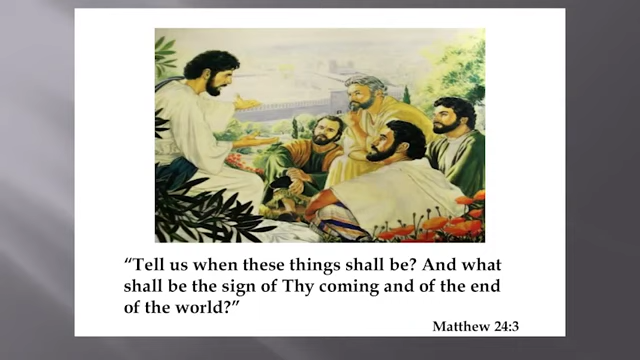 “Tell us when these things shall be? And what
shall be the sign of Thy coming and of the end
of the world?”
Matthew 24:3